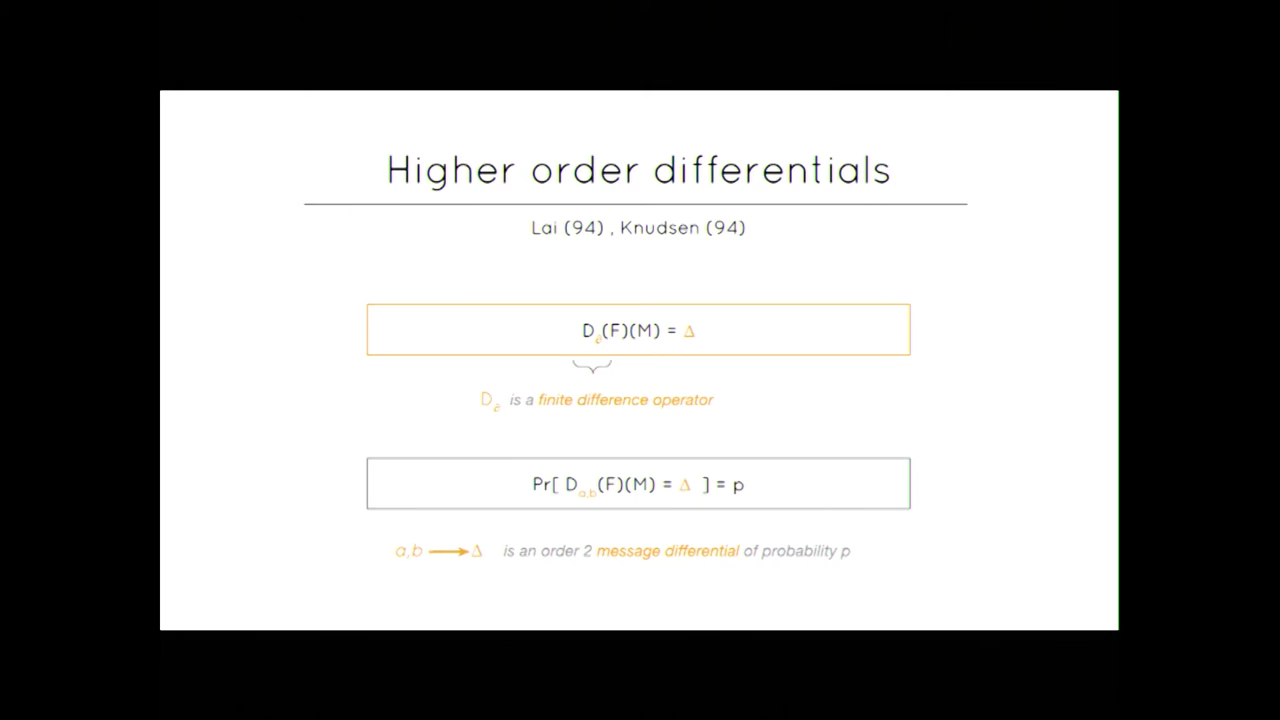 Higher order differentials
Lai (94) , Knudsen (94)
D∂(F)(M) = Δ
D∂ is a finite difference operator
Pr[ Da,b(F)(M) = Δ ] = p
a,b → Δ is an order 2 message differential of probability p